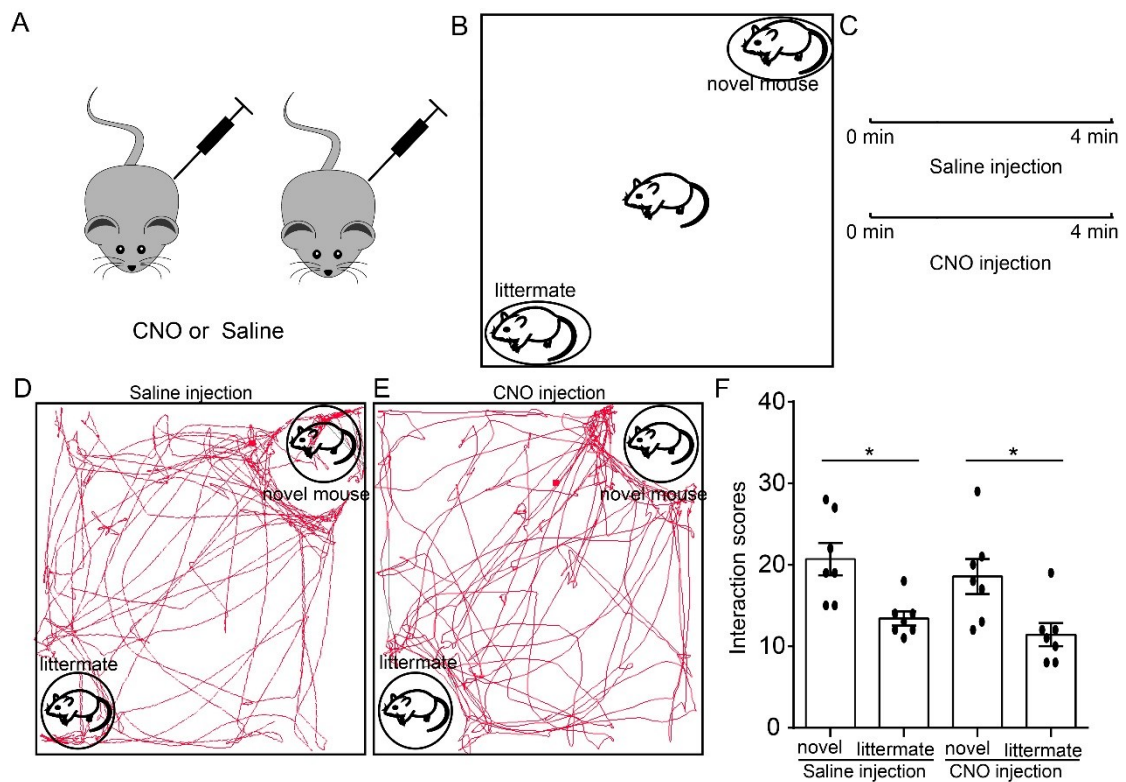 A
CNO or Saline
B
novel mouse
littermate
C
0 min 4 min
Saline injection
0 min 4 min
CNO injection
D
Saline injection
novel mouse
littermate
E
CNO injection
novel mouse
littermate
F
Interaction scores
40
30
20
10
0
*
*
novel littermate novel littermate
Saline injection CNO injection